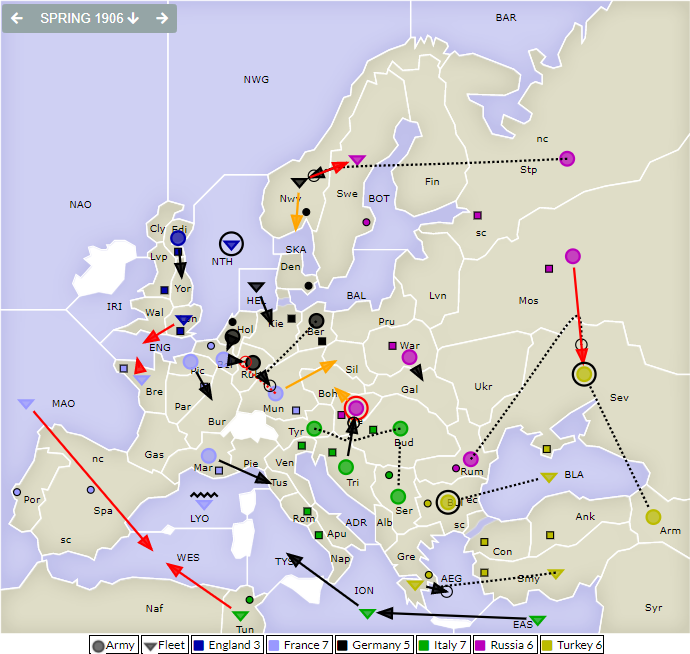 SPRING 1906
BAR
NWG
nc
Stp
Fin
Swe
BOT
Nwy
NAO
Cly Edi
sc
Lvp
NTH
SKA
Den
Yor
BAL
Lvn
Mos
IRI
Wal
HEL
Kie
Ber
Pru
Hol
ENG
Bel
War
Pic
Ruh
Sil
Gal
Ukr
Sev
MAO
Bre
Mun
Boh
Par
Bur
Tyr
Bud
nc
Gas
Mar
Pie
Ven
Tus
Tri
Rum
BLA
Por
Spa
LYO
Rom
ADR
Alb
Ser
Bul
ec
sc
Ank
Arm
sc
Apu
Nap
Con
WES
TYS
Gre
AEG
Smy
Naf
Tun
ION
EAS
Syr
Army Fleet England 3 France 7 Germany 5 Italy 7 Russia 6 Turkey 6